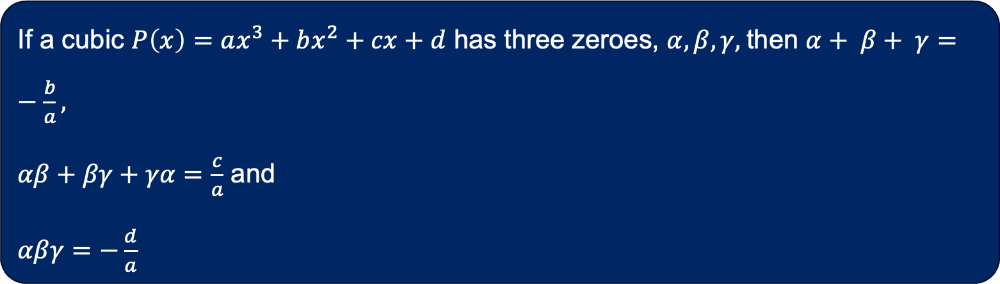 If a cubic 𝑃(𝑥) = 𝑎𝑥³ + 𝑏𝑥² + 𝑐𝑥 + 𝑑 has three zeroes, 𝛼, 𝛽, 𝛾, then 𝛼 + 𝛽 + 𝛾 =
− 𝑏/𝑎,
𝛼𝛽 + 𝛽𝛾 + 𝛾𝛼 = 𝑐/𝑎 and
𝛼𝛽𝛾 = − 𝑑/𝑎